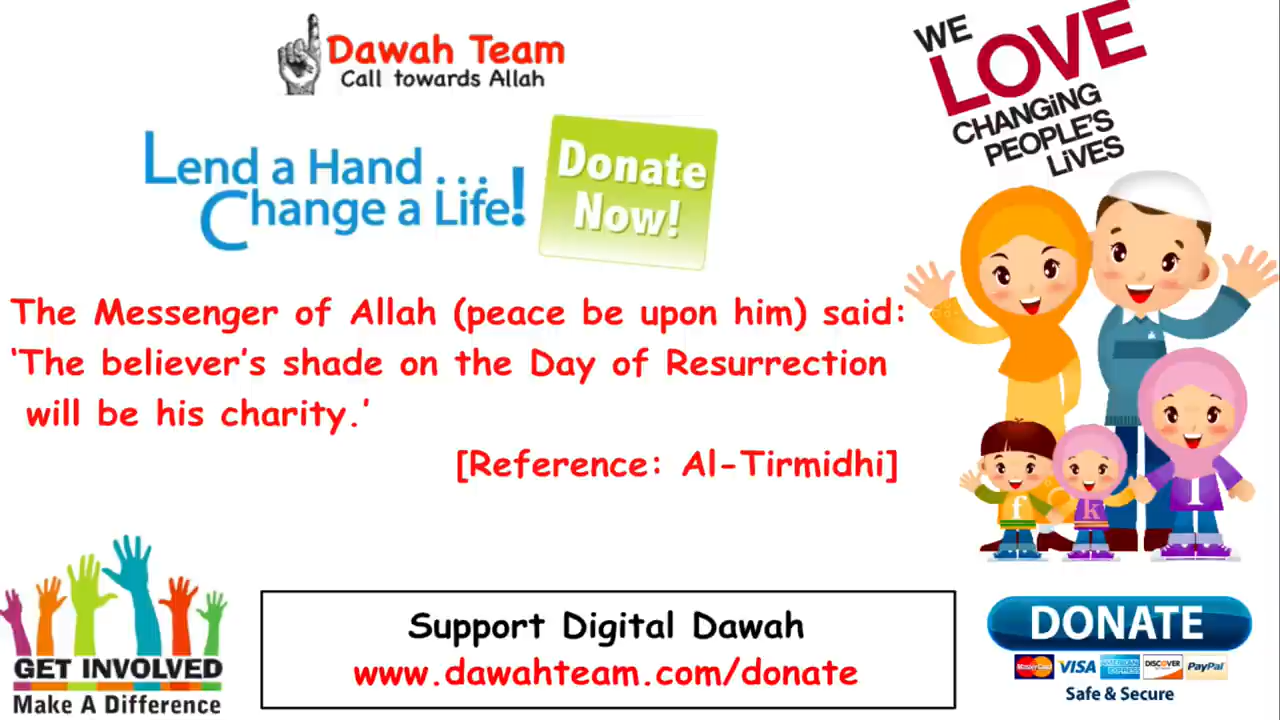 Dawah Team
Call towards Allah
WE
LOVE
CHANGiNG
PEOPLE'S
LiVES
Lend a Hand . . .
Change a Life!
Donate
Now!
The Messenger of Allah (peace be upon him) said:
‘The believer’s shade on the Day of Resurrection
will be his charity.’
[Reference: Al-Tirmidhi]
f
k
l
GET INVOLVED
Make A Difference
Support Digital Dawah
www.dawahteam.com/donate
DONATE
MasterCard VISA AMERICAN EXPRESS DISCOVER PayPal
Safe & Secure